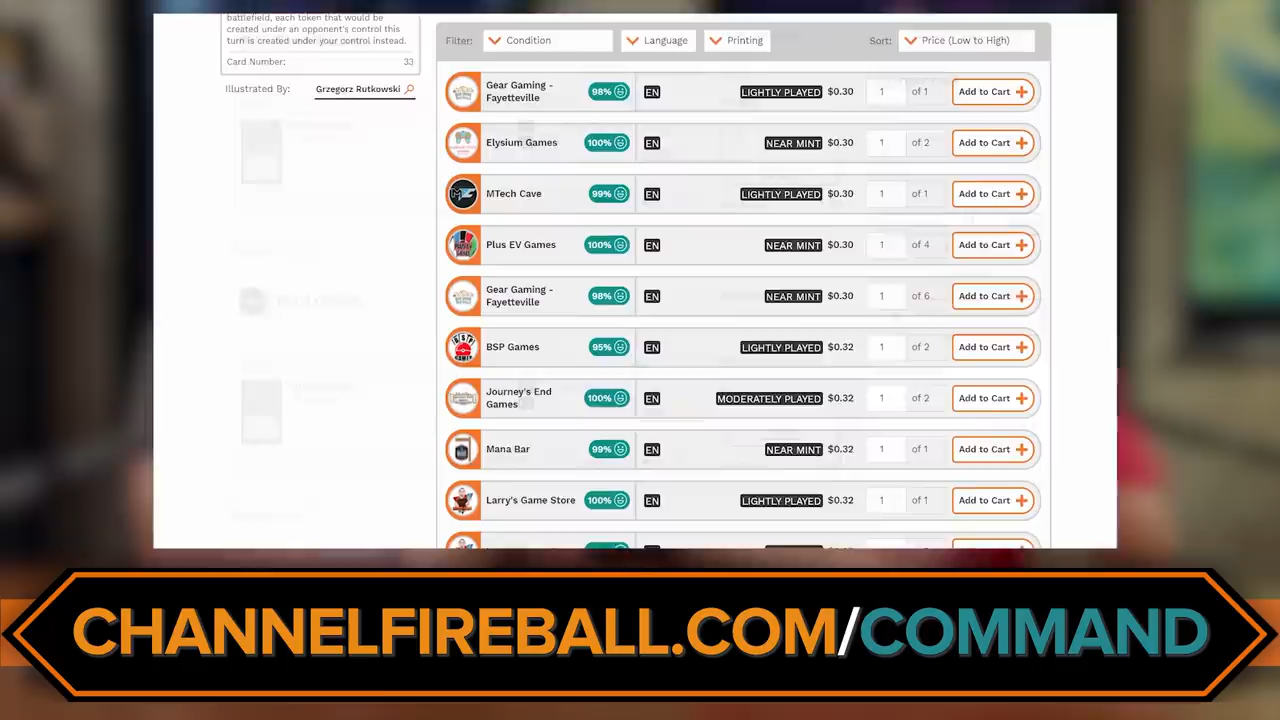 battlefield, each token that would be
created under an opponent's control this
turn is created under your control instead.
Card Number: 33
Illustrated By: Grzegorz Rutkowski
Filter: Condition Language Printing Sort: Price (Low to High)
Gear Gaming -
Fayetteville 98% EN LIGHTLY PLAYED $0.30 1 of 1 Add to Cart
Elysium Games 100% EN NEAR MINT $0.30 1 of 2 Add to Cart
MTech Cave 99% EN LIGHTLY PLAYED $0.30 1 of 1 Add to Cart
Plus EV Games 100% EN NEAR MINT $0.30 1 of 4 Add to Cart
Gear Gaming -
Fayetteville 98% EN NEAR MINT $0.30 1 of 6 Add to Cart
BSP Games 95% EN LIGHTLY PLAYED $0.32 1 of 2 Add to Cart
Journey's End
Games 100% EN MODERATELY PLAYED $0.32 1 of 2 Add to Cart
Mana Bar 99% EN NEAR MINT $0.32 1 of 1 Add to Cart
Larry's Game Store 100% EN LIGHTLY PLAYED $0.32 1 of 1 Add to Cart
CHANNELFIREBALL.COM/COMMAND